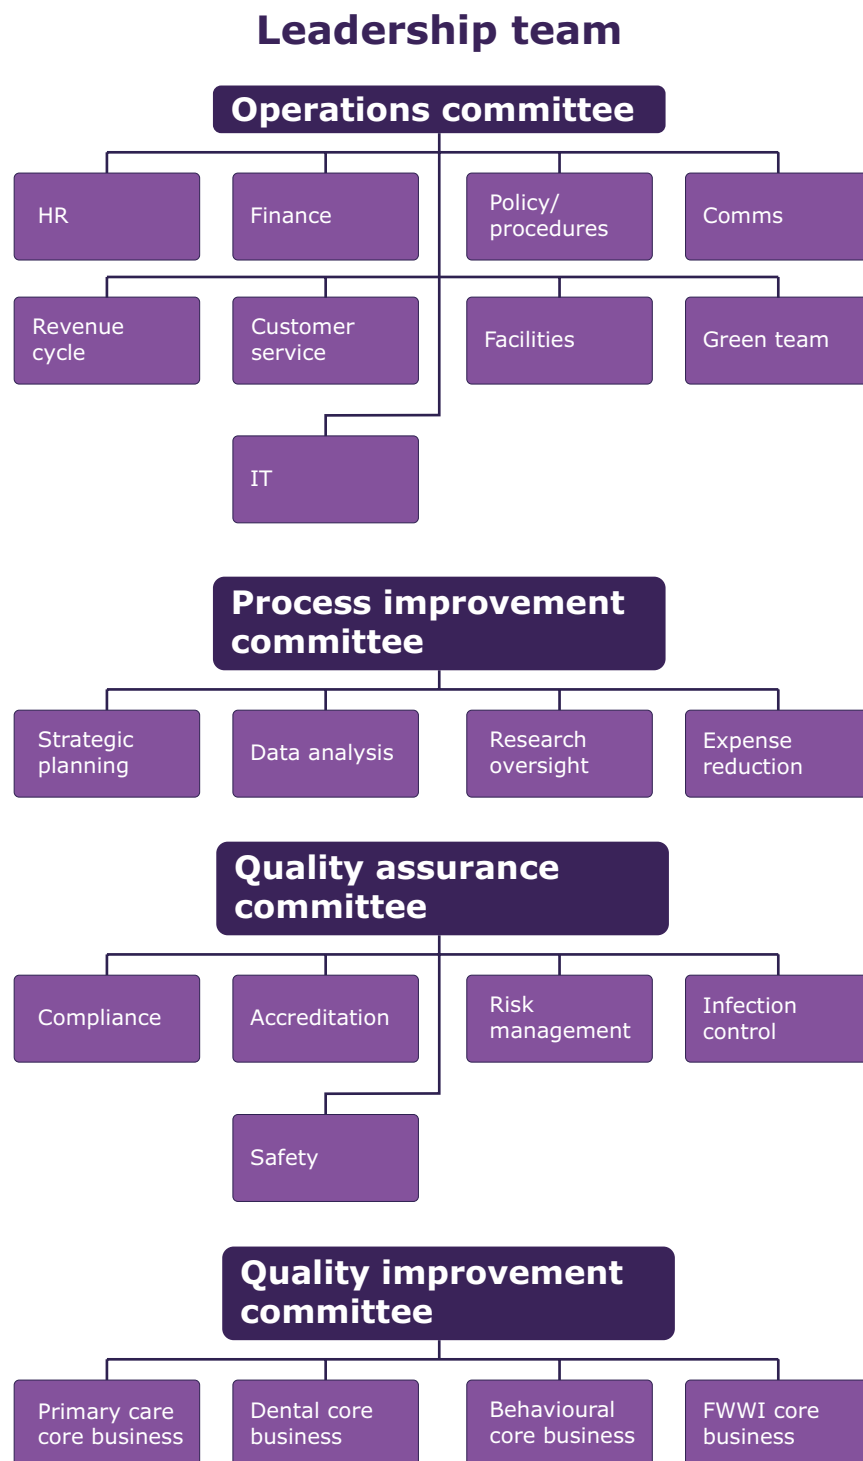 Leadership team
Operations committee
HR
Finance
Policy/
procedures
Comms
Revenue
cycle
Customer
service
Facilities
Green team
IT
Process improvement
committee
Strategic
planning
Data analysis
Research
oversight
Expense
reduction
Quality assurance
committee
Compliance
Accreditation
Risk
management
Infection
control
Safety
Quality improvement
committee
Primary care
core business
Dental core
business
Behavioural
core business
FWWI core
business